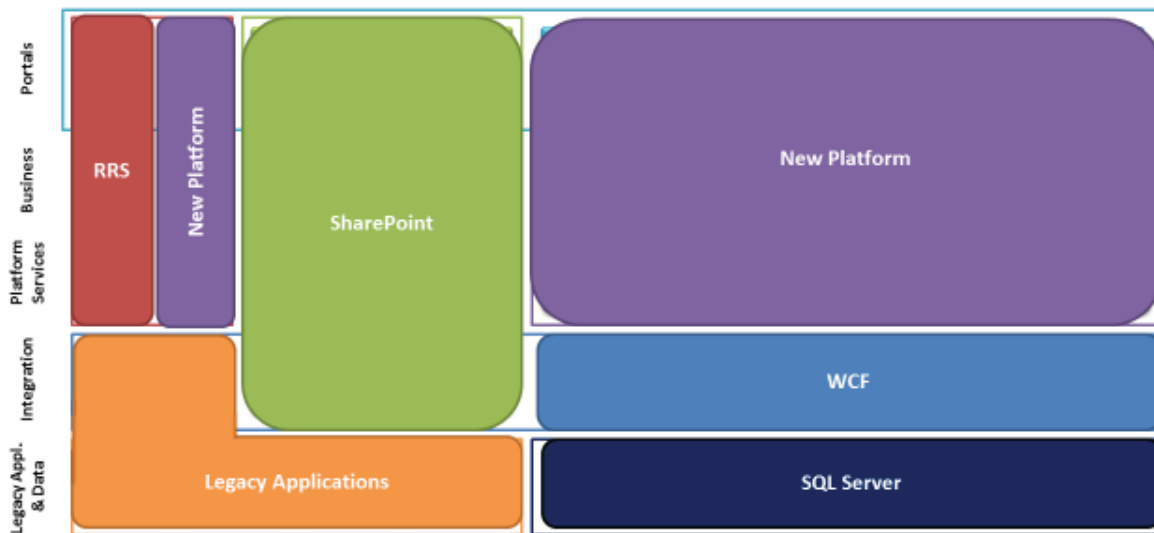 Portals
Business
Platform
Services
Integration
Legacy Appl.
& Data
RRS
New Platform
SharePoint
New Platform
WCF
Legacy Applications
SQL Server